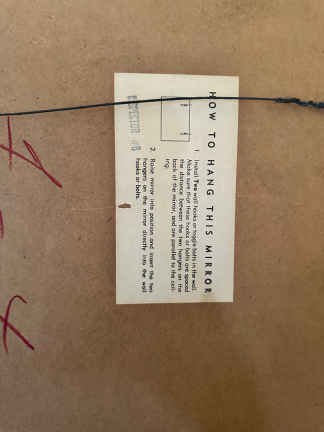 HOW TO HANG THIS MIRROR
1. Install Two wall hooks or toggle bolts in the wall.
Make sure that these hooks or bolts are spaced
the distance between the two hangers on the
back of the mirror, and are parallel to the ceil-
ing.
2. Raise mirror into position and insert the two
hangers on the mirror directly into the wall
hooks or bolts.
INSPECTOR